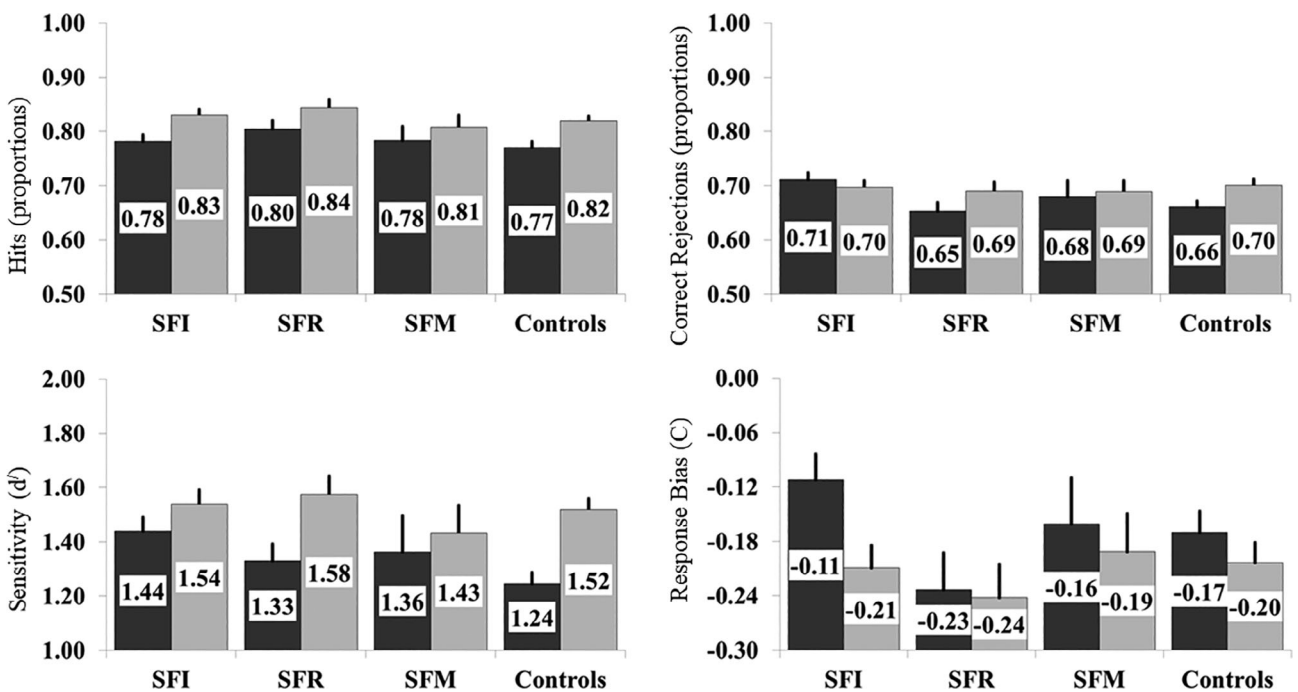 Hits (proportions)
1.00
0.90
0.80
0.70
0.60
0.50
0.78
0.83
0.80
0.84
0.78
0.81
0.77
0.82
SFI
SFR
SFM
Controls
Correct Rejections (proportions)
1.00
0.90
0.80
0.70
0.60
0.50
0.71
0.70
0.65
0.69
0.68
0.69
0.66
0.70
SFI
SFR
SFM
Controls
Sensitivity (d′)
2.00
1.80
1.60
1.40
1.20
1.00
1.44
1.54
1.33
1.58
1.36
1.43
1.24
1.52
SFI
SFR
SFM
Controls
Response Bias (C)
0.00
-0.06
-0.12
-0.18
-0.24
-0.30
-0.11
-0.21
-0.23
-0.24
-0.16
-0.19
-0.17
-0.20
SFI
SFR
SFM
Controls